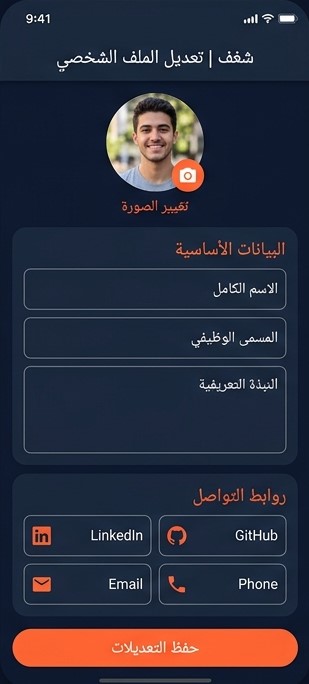 9:41
شغف | تعديل الملف الشخصي
تغيير الصورة
البيانات الأساسية
الاسم الكامل
المسمى الوظيفي
النبذة التعريفية
روابط التواصل
GitHub
LinkedIn
Phone
Email
حفظ التعديلات